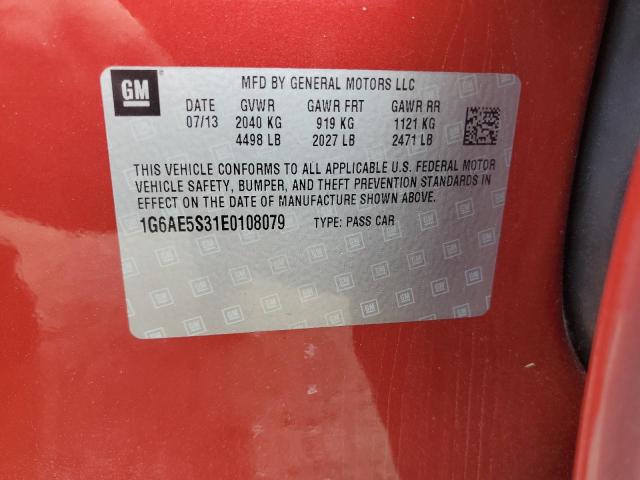 GM
MFD BY GENERAL MOTORS LLC
DATE GVWR GAWR FRT GAWR RR
07/13 2040 KG 919 KG 1121 KG
4498 LB 2027 LB 2471 LB
THIS VEHICLE CONFORMS TO ALL APPLICABLE U.S. FEDERAL MOTOR
VEHICLE SAFETY, BUMPER, AND THEFT PREVENTION STANDARDS IN
EFFECT ON THE DATE OF MANUFACTURE SHOWN ABOVE.
1G6AE5S31E0108079 TYPE: PASS CAR